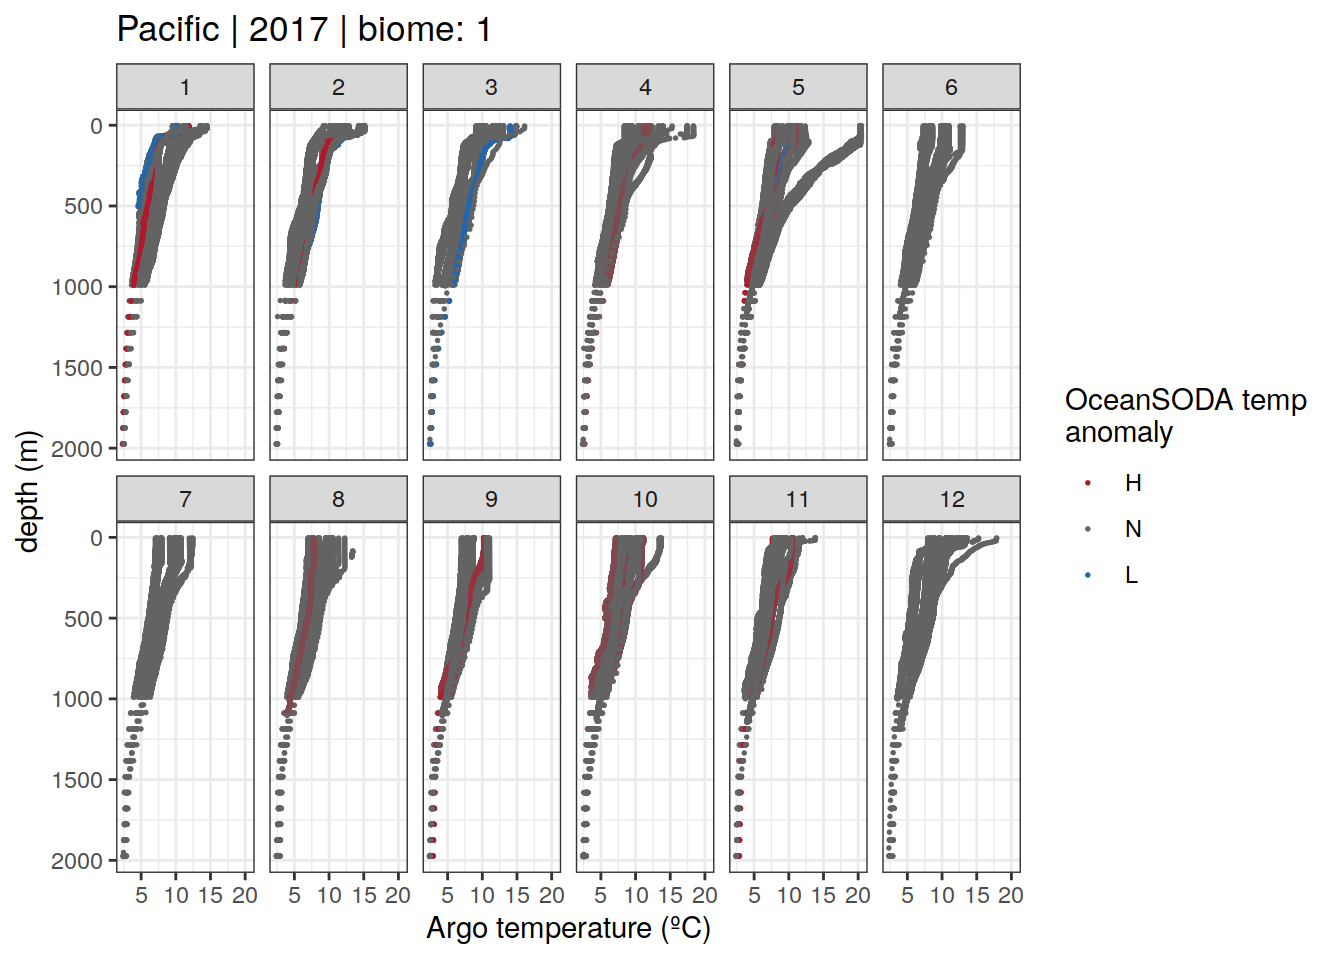 Pacific | 2017 | biome: 1
1 2 3 4 5 6
0
500
1000
1500
2000
7 8 9 10 11 12
0
500
1000
1500
2000
5 10 15 20 5 10 15 20 5 10 15 20 5 10 15 20 5 10 15 20 5 10 15 20
Argo temperature (ºC)
depth (m)
OceanSODA temp
anomaly
H
N
L